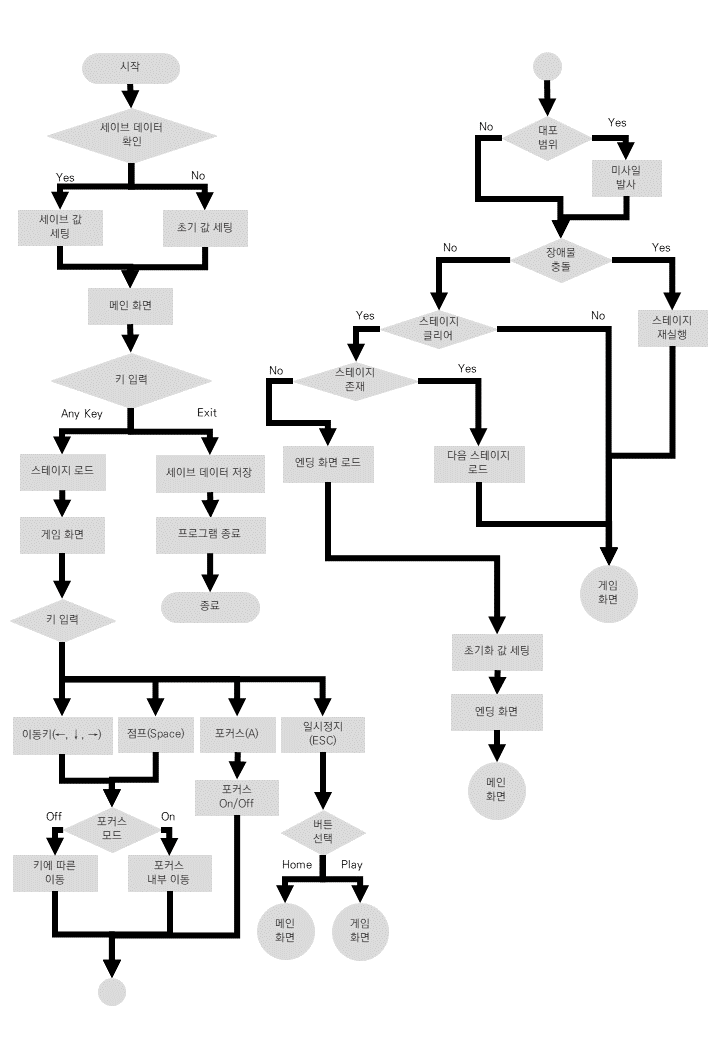 시작
세이브 데이터
확인
Yes
No
세이브 값
세팅
초기 값 세팅
메인 화면
키 입력
Any Key
Exit
스테이지 로드
세이브 데이터 저장
게임 화면
프로그램 종료
종료
키 입력
이동키(←, ↓, →)
점프(Space)
포커스(A)
일시정지
(ESC)
포커스
On/Off
Off
On
포커스
모드
키에 따른
이동
포커스
내부 이동
버튼
선택
Home
Play
메인
화면
게임
화면
대포
범위
No
Yes
미사일
발사
장애물
충돌
No
Yes
스테이지
클리어
스테이지
재실행
Yes
No
스테이지
존재
No
Yes
엔딩 화면 로드
다음 스테이지
로드
게임
화면
초기화 값 세팅
엔딩 화면
메인
화면